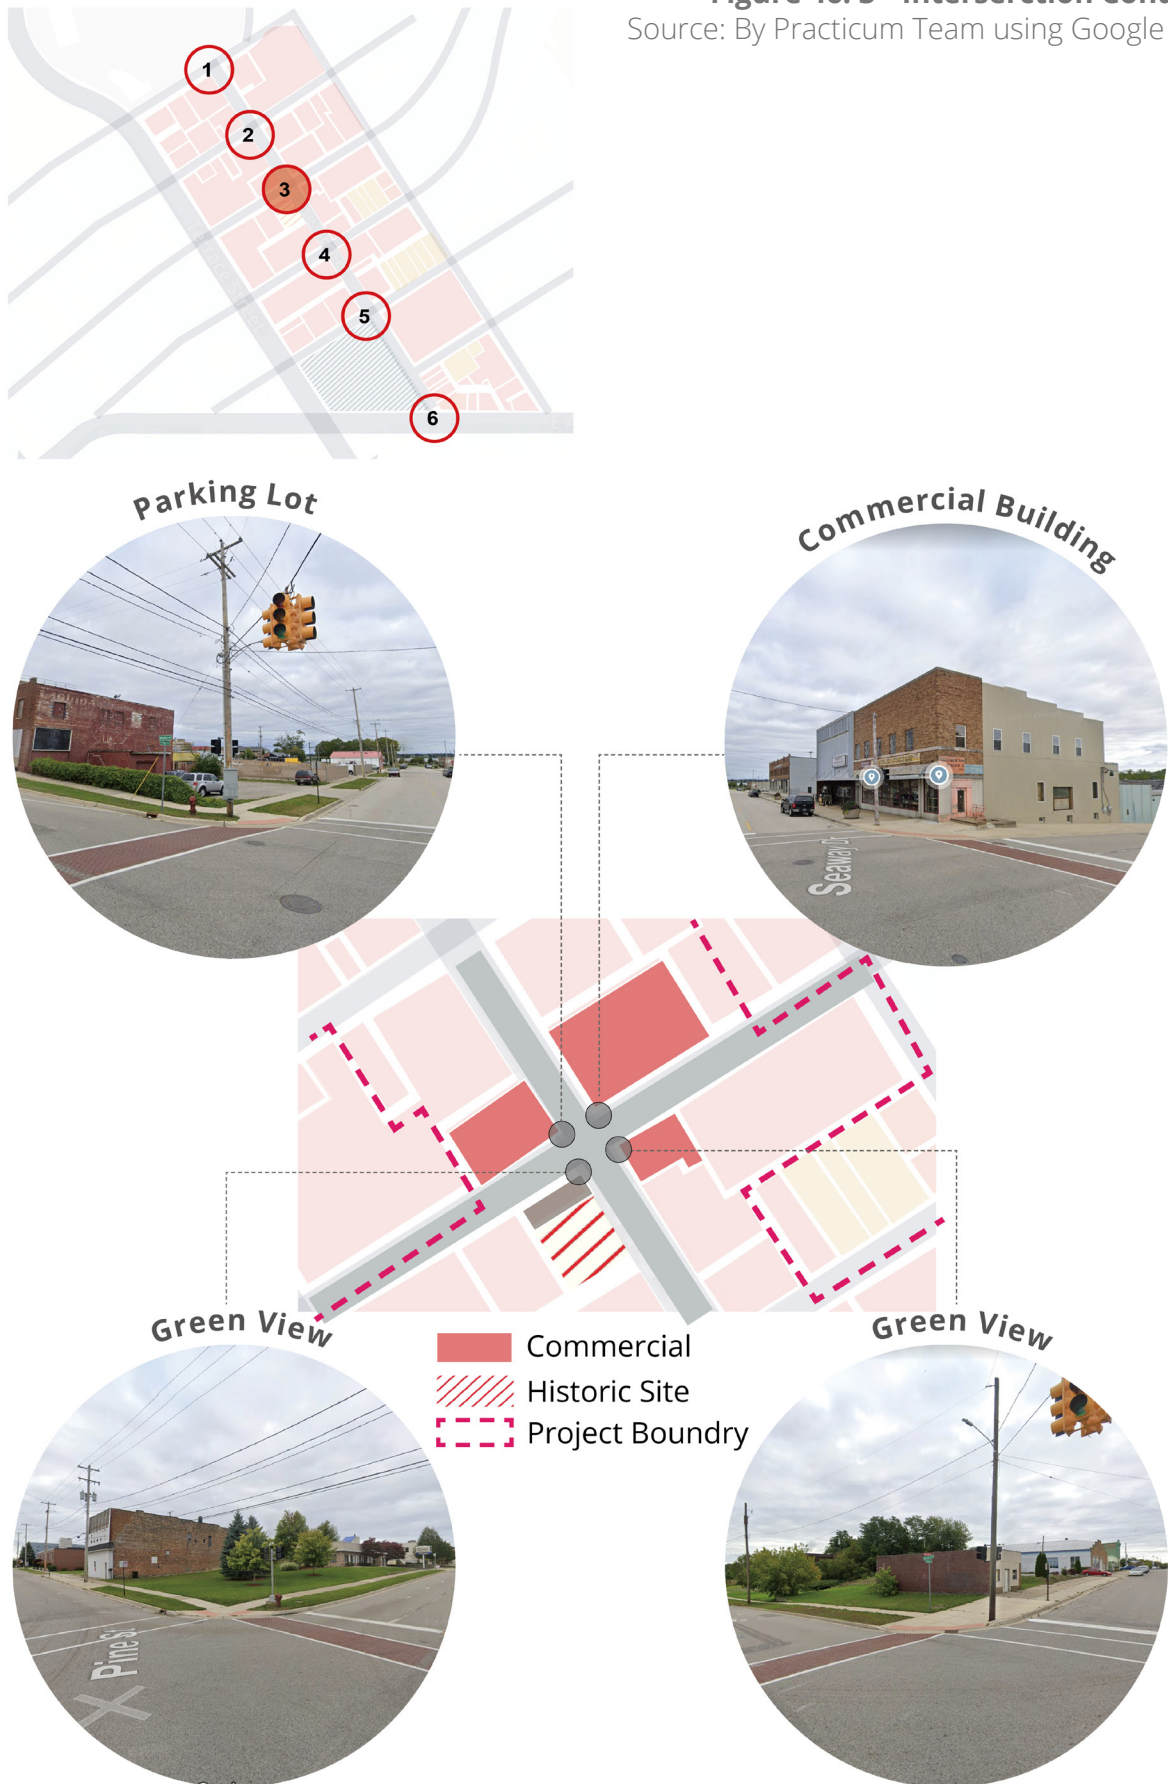 Source: By Practicum Team using Google
1
2
3
4
5
6
Parking Lot
Commercial Building
Seaway Dr
Green View
Green View
Commercial
Historic Site
Project Boundry
Pine St